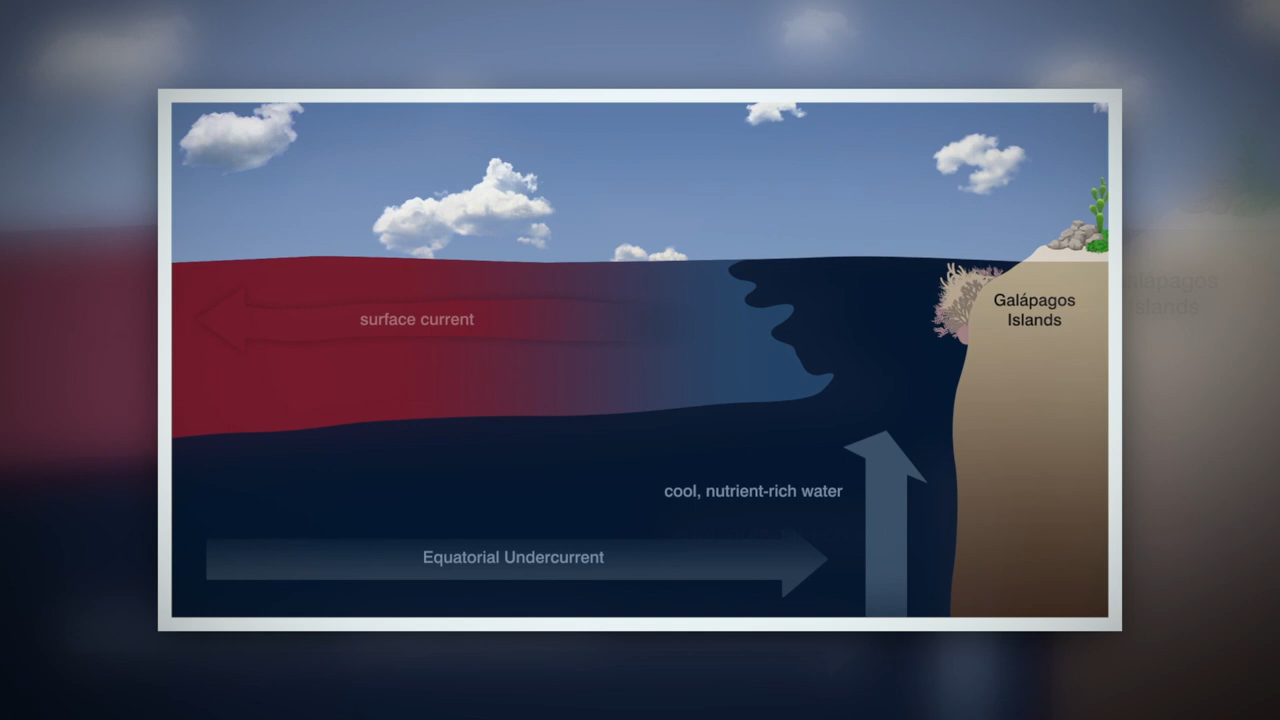 surface current
Galápagos
Islands
cool, nutrient-rich water
Equatorial Undercurrent